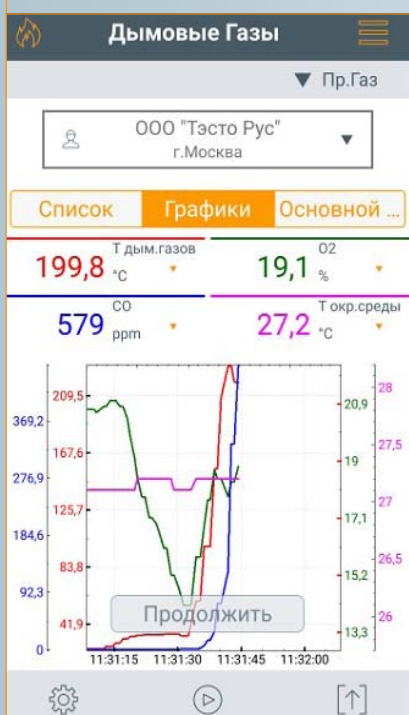 Дымовые Газы
Пр.Газ
ООО "Тэсто Рус"
г.Москва
Список Графики Основной ...
199,8 °C Т дым.газов 19,1 % O2
579 ppm CO 27,2 °C Т окр.среды
209,5 20,9 28
369,2
167,6 19 27,5
276,9
125,7 17,1 27
184,6
83,8 15,2 26,5
92,3
Продолжить
41,9 13,3 26
0
11:31:15 11:31:30 11:31:45 11:32:00